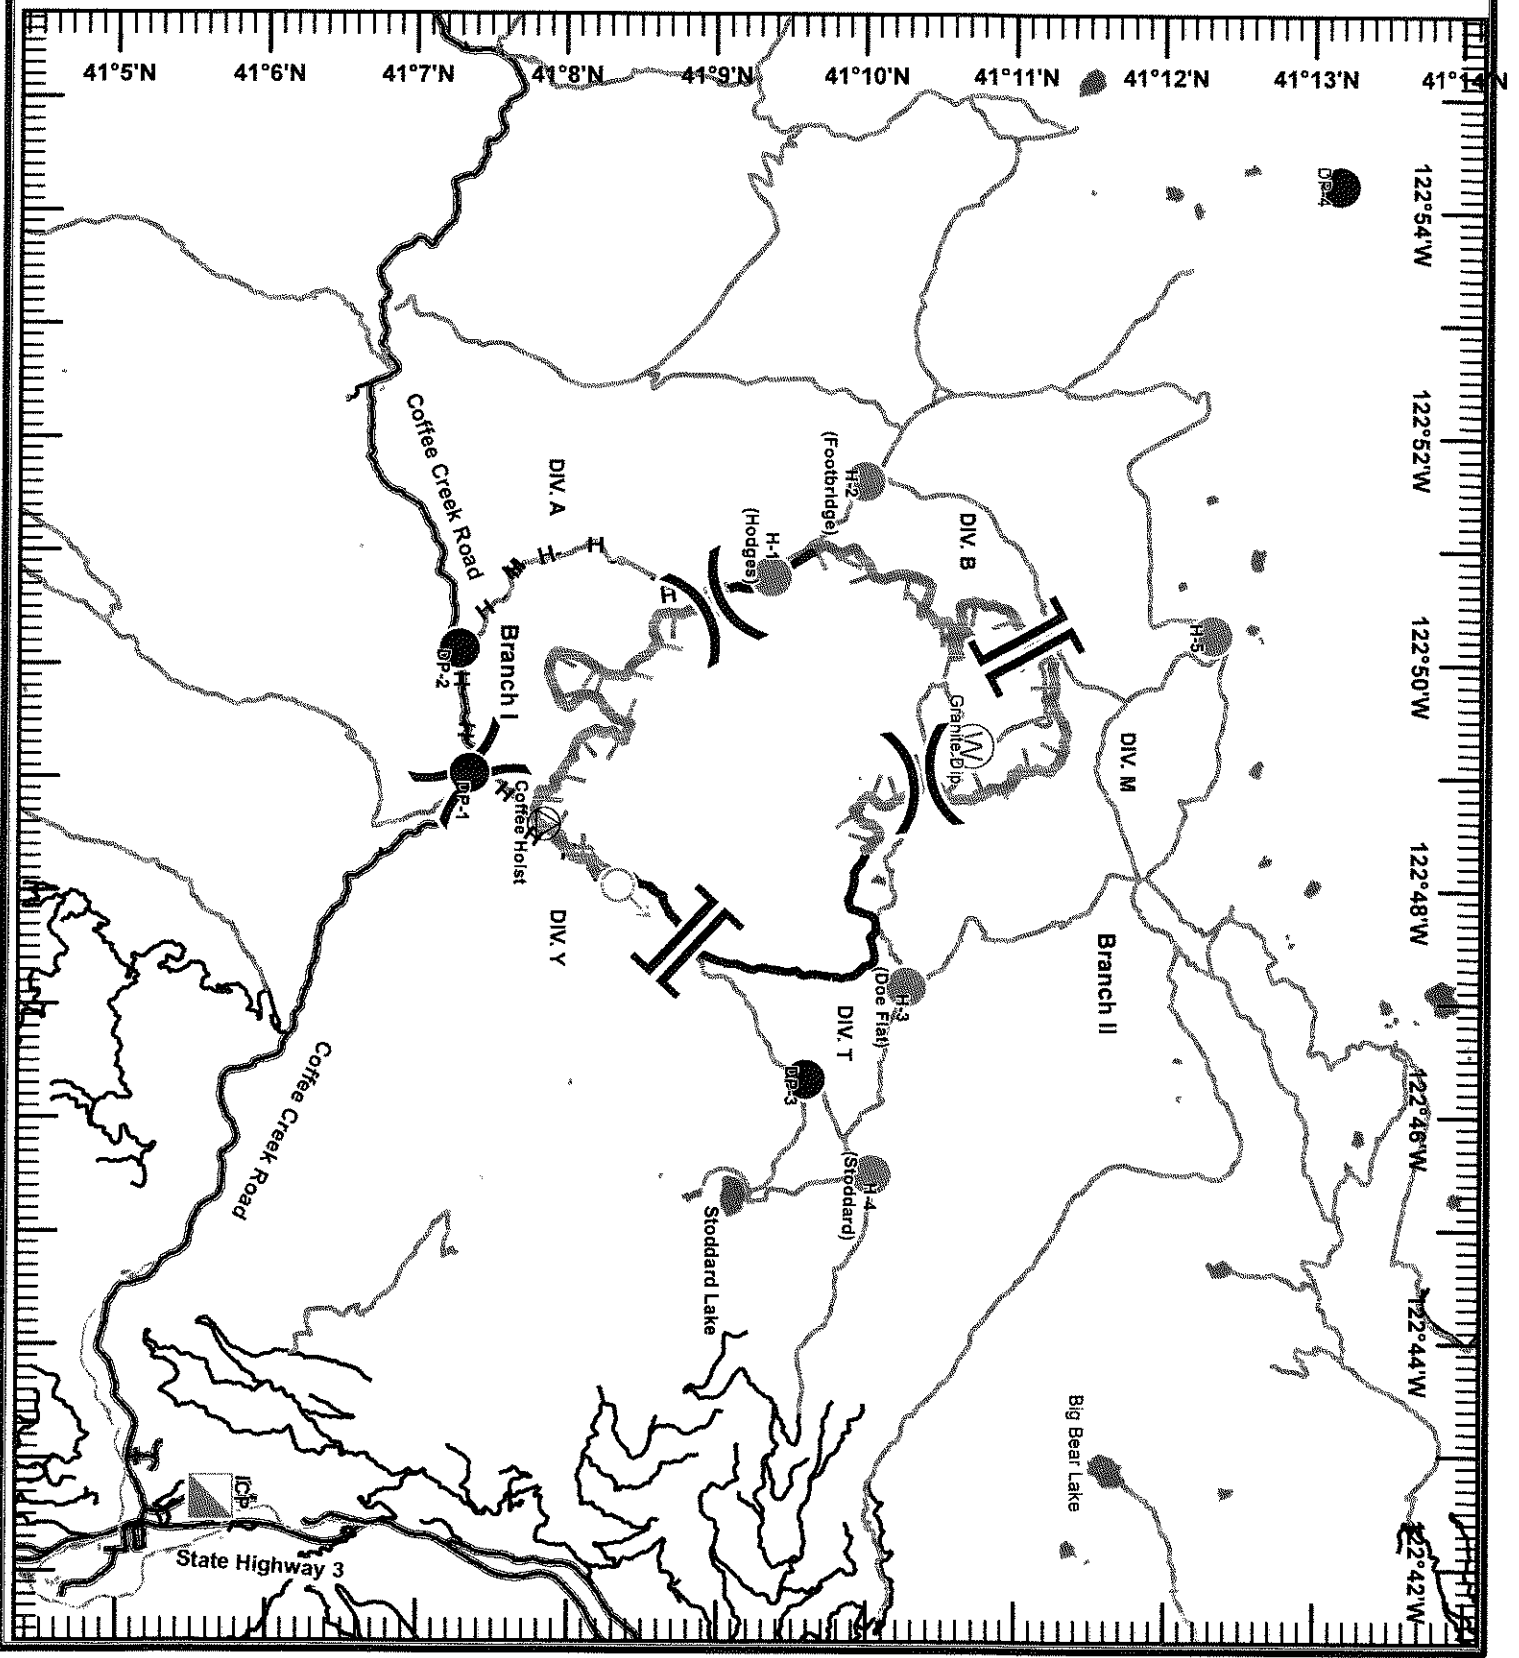 41°5'N
41°6'N
41°7'N
41°8'N
41°9'N
41°10'N
41°11'N
41°12'N
41°13'N
41°14'N
122°54'W
122°52'W
122°50'W
122°48'W
122°46'W
122°44'W
122°42'W
DP-4
Coffee Creek Road
DIV. A
H-2
(Footbridge)
DIV. B
H-1
(Hodges)
H-5
Branch I
DP-2
DP-1
Coffee Hoist
W
Granite Dip
DIV. M
DIV. Y
H-3
(Doe Flat)
Branch II
DIV. T
DP-3
H-4
(Stoddard)
Stoddard Lake
Coffee Creek Road
Big Bear Lake
ICP
State Highway 3
H
H-
H
H
H
H
H